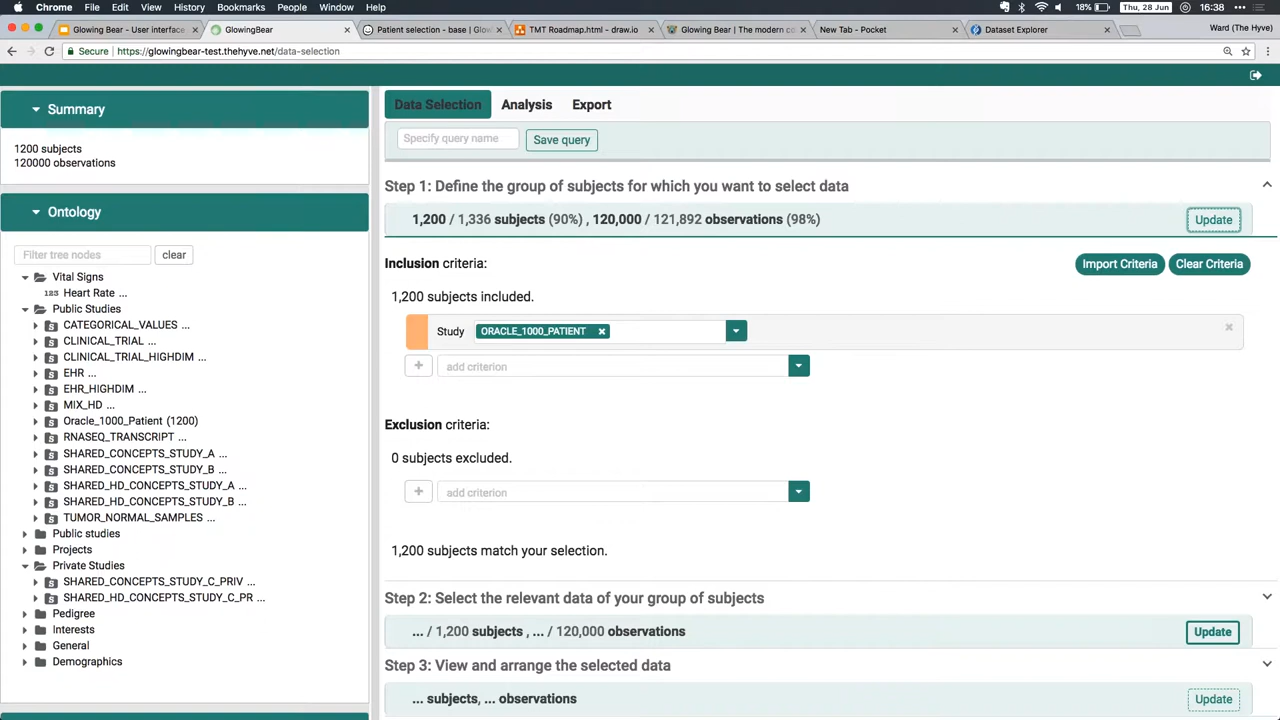 Chrome File Edit View History Bookmarks People Window Help 18% Thu, 28 Jun 16:38
Glowing Bear - User interface GlowingBear Patient selection - base | Glow TMT Roadmap.html - draw.io Glowing Bear | The modern co New Tab - Pocket Dataset Explorer Ward (The Hyve)
Secure https://glowingbear-test.thehyve.net/data-selection
Summary
1200 subjects
120000 observations
Ontology
Filter tree nodes clear
Vital Signs
123 Heart Rate ...
Public Studies
CATEGORICAL_VALUES ...
CLINICAL_TRIAL ...
CLINICAL_TRIAL_HIGHDIM ...
EHR ...
EHR_HIGHDIM ...
MIX_HD ...
Oracle_1000_Patient (1200)
RNASEQ_TRANSCRIPT ...
SHARED_CONCEPTS_STUDY_A ...
SHARED_CONCEPTS_STUDY_B ...
SHARED_HD_CONCEPTS_STUDY_A ...
SHARED_HD_CONCEPTS_STUDY_B ...
TUMOR_NORMAL_SAMPLES ...
Public studies
Projects
Private Studies
SHARED_CONCEPTS_STUDY_C_PRIV ...
SHARED_HD_CONCEPTS_STUDY_C_PR ...
Pedigree
Interests
General
Demographics
Data Selection Analysis Export
Specify query name Save query
Step 1: Define the group of subjects for which you want to select data
1,200 / 1,336 subjects (90%) , 120,000 / 121,892 observations (98%) Update
Inclusion criteria: Import Criteria Clear Criteria
1,200 subjects included.
Study ORACLE_1000_PATIENT
add criterion
Exclusion criteria:
0 subjects excluded.
add criterion
1,200 subjects match your selection.
Step 2: Select the relevant data of your group of subjects
... / 1,200 subjects , ... / 120,000 observations Update
Step 3: View and arrange the selected data
... subjects, ... observations Update